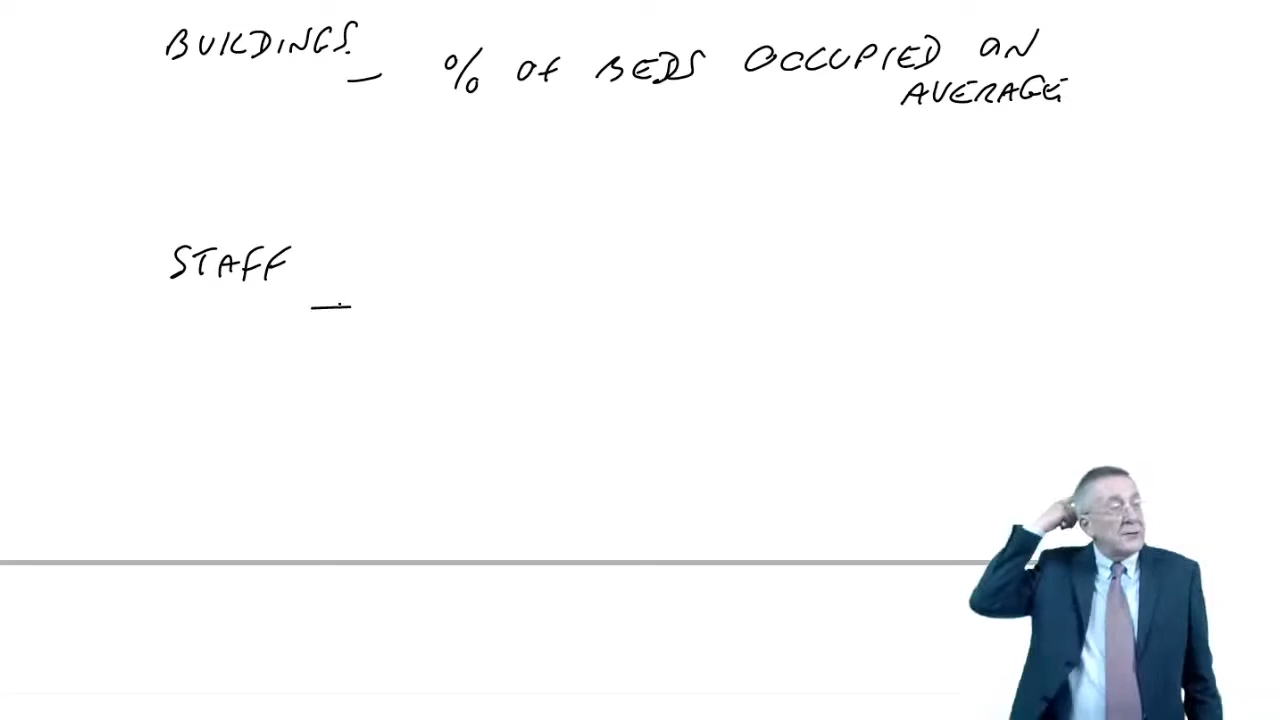 BUILDINGS. - % of BEDS OCCUPIED ON
AVERAGE
STAFF -